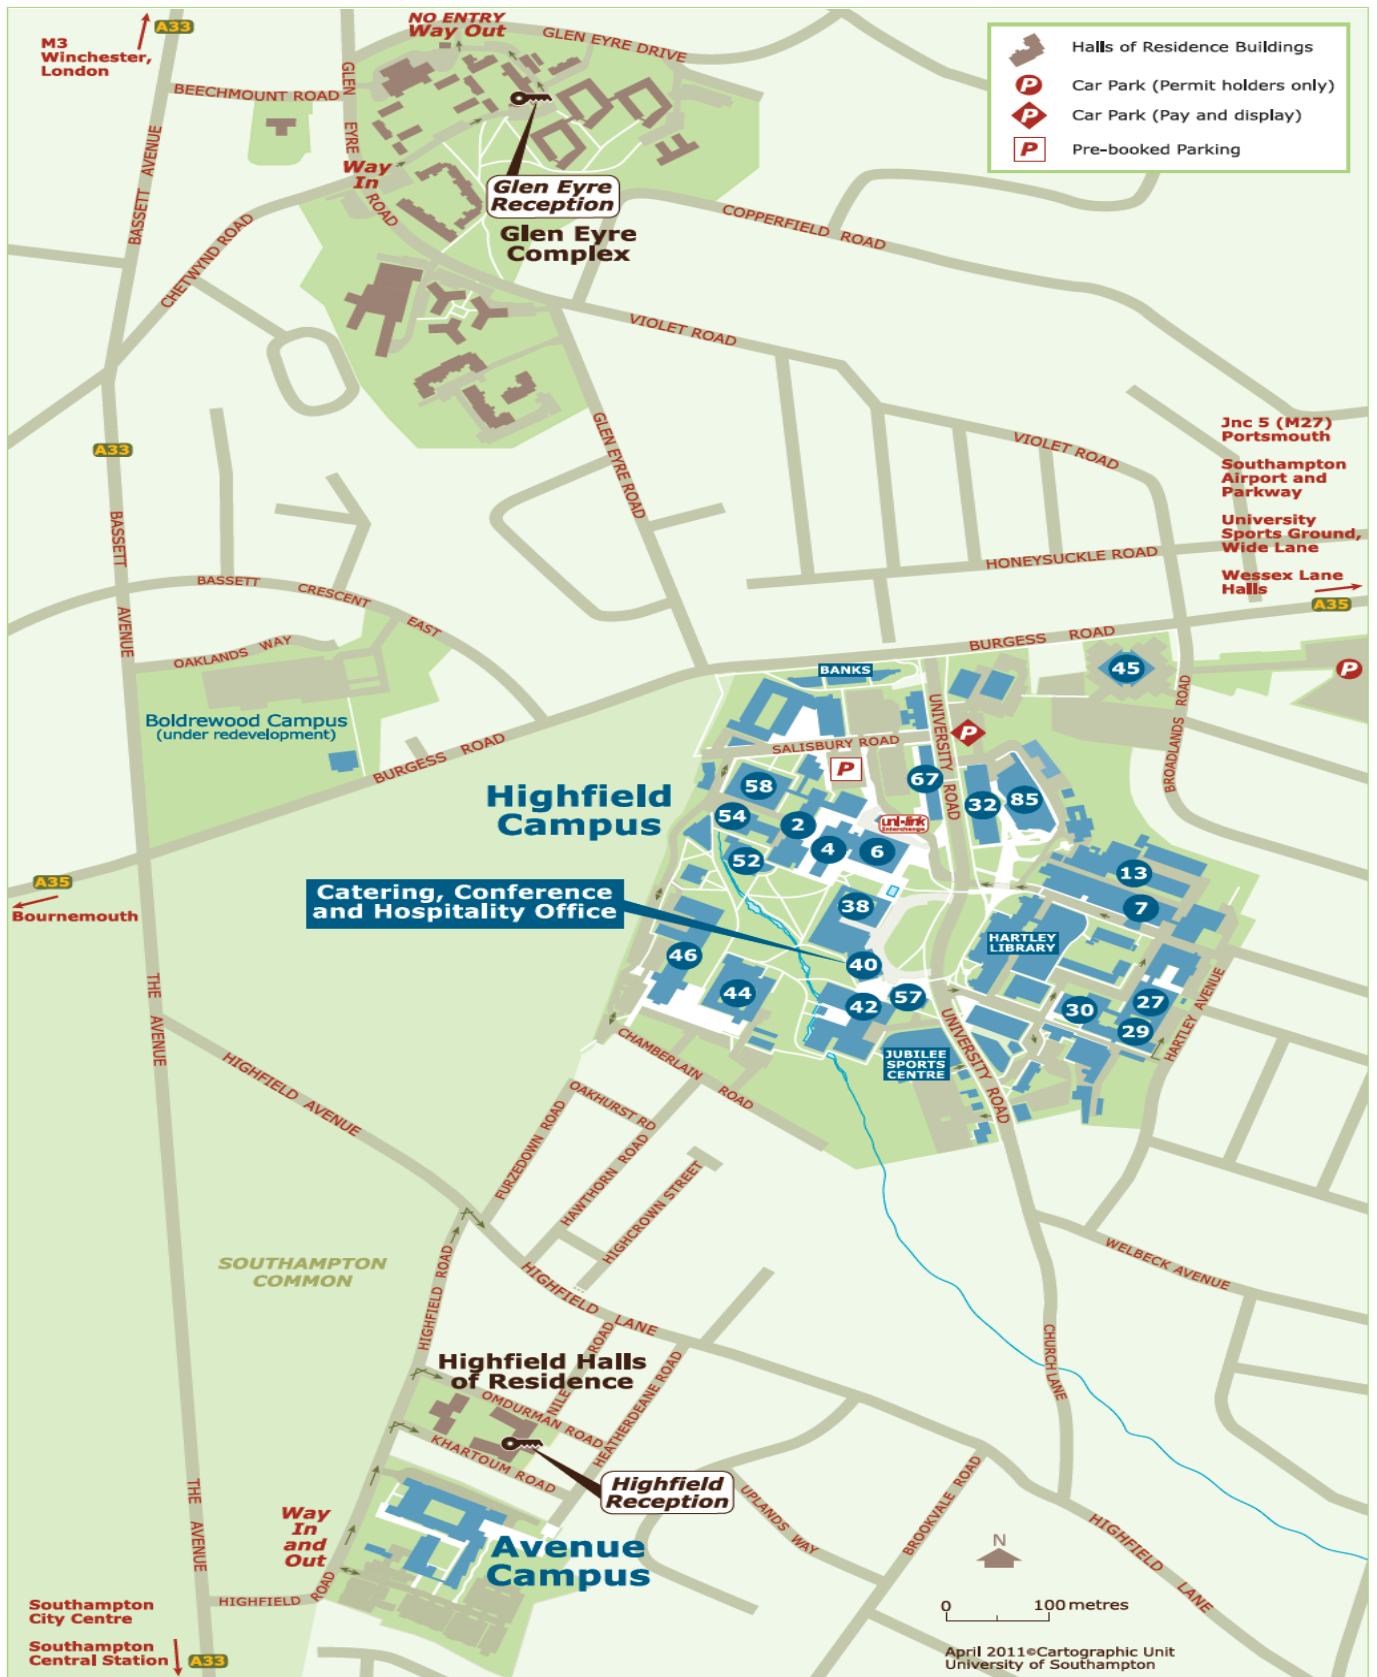 M3
Winchester,
London
A33
NO ENTRY
Way Out
GLEN EYRE DRIVE
Halls of Residence Buildings
P
Car Park (Permit holders only)
P
Car Park (Pay and display)
P
Pre-booked Parking
BEECHMOUNT ROAD
GLEN
EYRE
ROAD
BASSETT AVENUE
Way
In
Glen Eyre
Reception
Glen Eyre
Complex
CHETWYND ROAD
COPPERFIELD ROAD
VIOLET ROAD
A33
GLEN EYRE ROAD
VIOLET ROAD
Jnc 5 (M27)
Portsmouth
Southampton
Airport and
Parkway
University
Sports Ground,
Wide Lane
Wessex Lane
Halls
A35
HONEYSUCKLE ROAD
BASSETT
AVENUE
BASSETT
CRESCENT
EAST
OAKLANDS WAY
BURGESS ROAD
Boldrewood Campus
(under redevelopment)
BURGESS ROAD
BANKS
45
P
UNIVERSITY
ROAD
BROADLANDS ROAD
P
SALISBURY ROAD
P
Highfield
Campus
58
67
32
85
54
2
uni-link
interchange
52
4
6
13
A35
Bournemouth
Catering, Conference
and Hospitality Office
38
7
HARTLEY
LIBRARY
46
40
44
42
57
30
27
29
HARTLEY AVENUE
UNIVERSITY ROAD
JUBILEE
SPORTS
CENTRE
THE AVENUE
HIGHFIELD AVENUE
CHAMBERLAIN ROAD
OAKHURST RD
FURZEDOWN ROAD
HAWTHORN ROAD
HIGHCROWN STREET
SOUTHAMPTON
COMMON
HIGHFIELD ROAD
HIGHFIELD LANE
WELBECK AVENUE
CHURCH LANE
Highfield Halls
of Residence
NILE ROAD
OMDURMAN ROAD
HEATHERDEANE ROAD
KHARTOUM ROAD
Highfield
Reception
UPLANDS WAY
BROOKVALE ROAD
HIGHFIELD LANE
THE AVENUE
Way
In
and
Out
Avenue
Campus
N
HIGHFIELD ROAD
Southampton
City Centre
Southampton
Central Station
A33
0 100 metres
April 2011©Cartographic Unit
University of Southampton